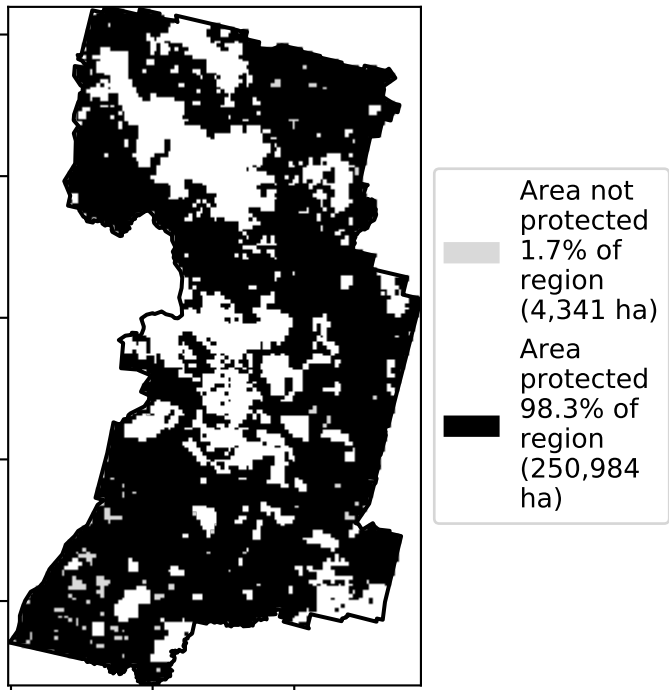 Area not
protected
1.7% of
region
(4,341 ha)
Area
protected
98.3% of
region
(250,984
ha)